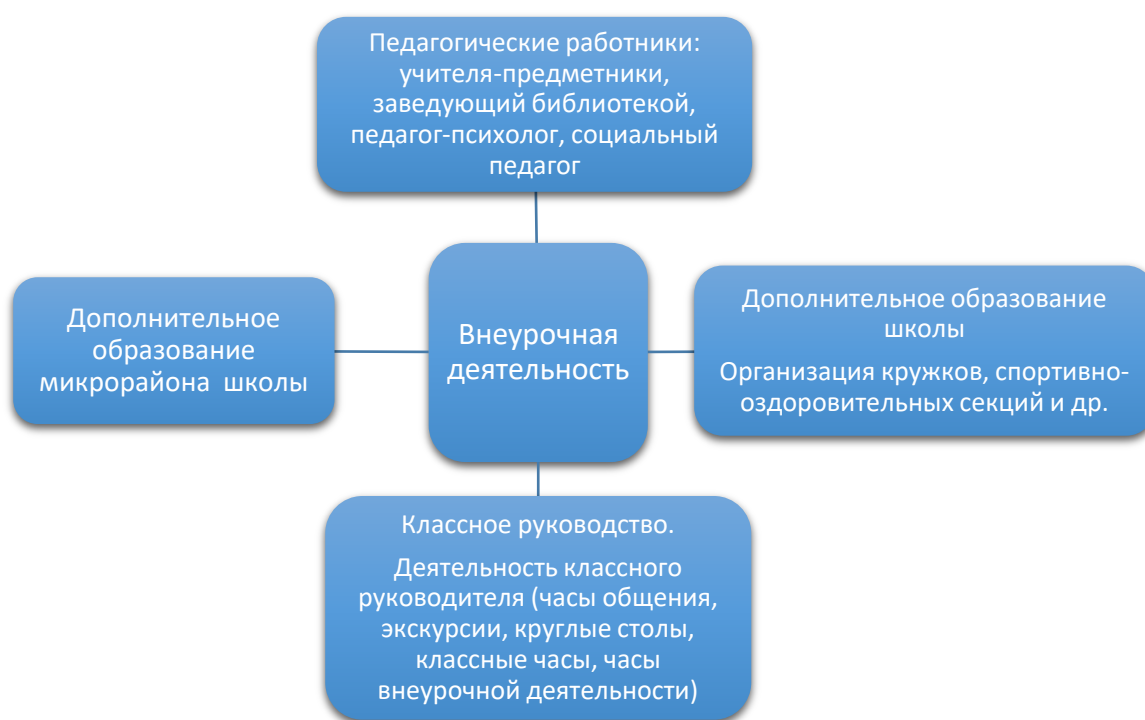 Педагогические работники:
учителя-предметники,
заведующий библиотекой,
педагог-психолог, социальный
педагог
Дополнительное
образование
микрорайона школы
Внеурочная
деятельность
Дополнительное образование
школы
Организация кружков, спортивно-
оздоровительных секций и др.
Классное руководство.
Деятельность классного
руководителя (часы общения,
экскурсии, круглые столы,
классные часы, часы
внеурочной деятельности)